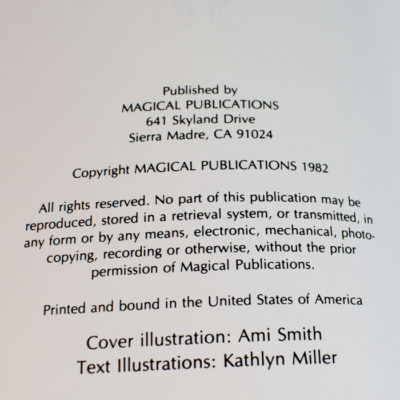 Published by
MAGICAL PUBLICATIONS
641 Skyland Drive
Sierra Madre, CA 91024
Copyright MAGICAL PUBLICATIONS 1982
All rights reserved. No part of this publication may be
reproduced, stored in a retrieval system, or transmitted, in
any form or by any means, electronic, mechanical, photo-
copying, recording or otherwise, without the prior
permission of Magical Publications.
Printed and bound in the United States of America
Cover illustration: Ami Smith
Text Illustrations: Kathlyn Miller